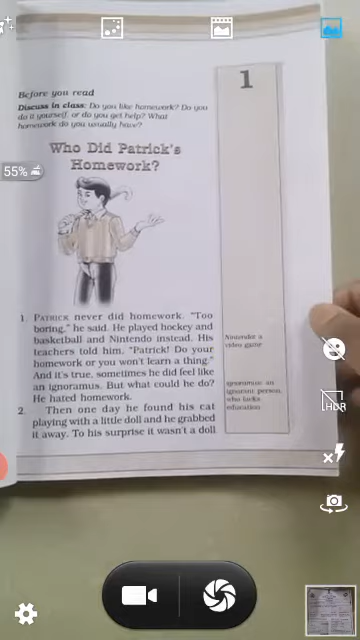 1
Before you read
Discuss in class: Do you like homework? Do you
do it yourself, or do you get help? What
homework do you usually have?
Who Did Patrick's
Homework?
55%
1. PATRICK never did homework. "Too
boring," he said. He played hockey and
basketball and Nintendo instead. His
teachers told him, "Patrick! Do your
homework or you won't learn a thing."
And it's true, sometimes he did feel like
an ignoramus. But what could he do?
He hated homework.
2. Then one day he found his cat
playing with a little doll and he grabbed
it away. To his surprise it wasn't a doll
Nintendo: a
video game
ignoramus: an
ignorant person
who lacks
education
HDR